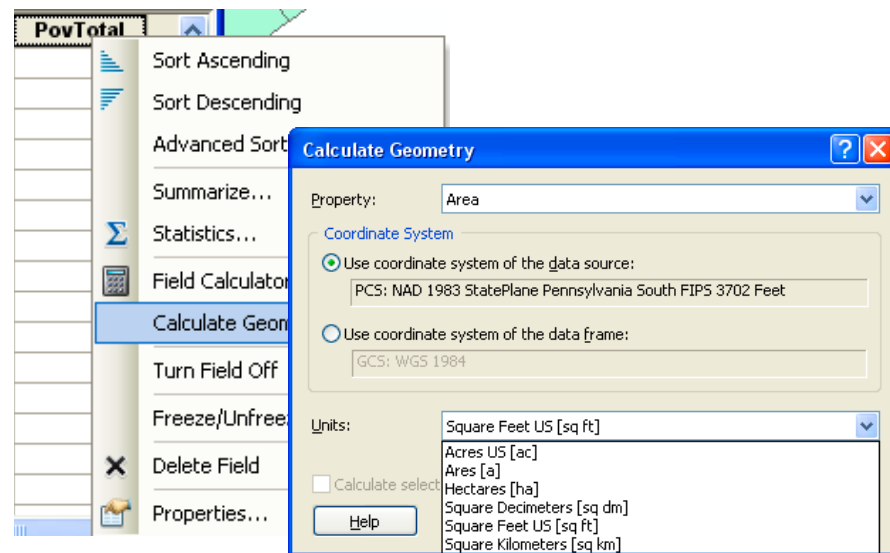 PovTotal
Sort Ascending
Sort Descending
Advanced Sort
Summarize...
Statistics...
Field Calculator
Calculate Geom
Turn Field Off
Freeze/Unfree
Delete Field
Properties...
Calculate Geometry
Property: Area
Coordinate System
Use coordinate system of the data source:
PCS: NAD 1983 StatePlane Pennsylvania South FIPS 3702 Feet
Use coordinate system of the data frame:
GCS: WGS 1984
Units: Square Feet US [sq ft]
Acres US [ac]
Ares [a]
Hectares [ha]
Square Decimeters [sq dm]
Square Feet US [sq ft]
Square Kilometers [sq km]
Calculate select
Help